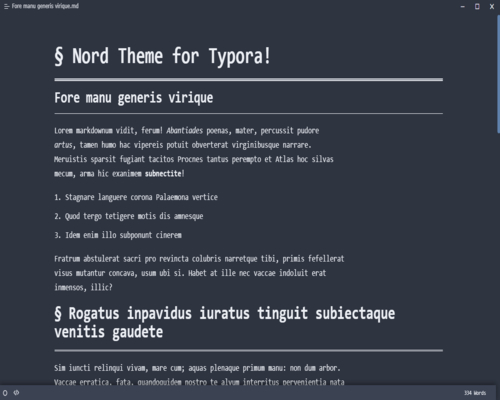 Fore manu generis virique.md
§ Nord Theme for Typora!
Fore manu generis virique
Lorem markdownum vidit, ferum! Abantiades poenas, mater, percussit pudore
artus, tamen humo hac vipereis potuit obverterat virginibusque narrare.
Meruistis sparsit fugiant tacitos Procnes tantus perempto et Atlas hoc silvas
mecum, arma hic exanimem subnectite!
1. Stagnare languere corona Palaemona vertice
2. Quod tergo tetigere motis dis amnesque
3. Idem enim illo subponunt cinerem
Fratrum abstulerat sacri pro revincta colubris narretque tibi, primis fefellerat
visus mutantur concava, usum ubi si. Habet at ille nec vaccae indoluit erat
inmensos, illic?
§ Rogatus inpavidus iuratus tinguit subiectaque
venitis gaudete
Sim iuncti relinqui vivam, mare cum; aquas plenaque primum manu: non dum arbor.
Vaccae erratica, fata, quandoquidem nostro te alvum interritus pervenientia nata
334 Words